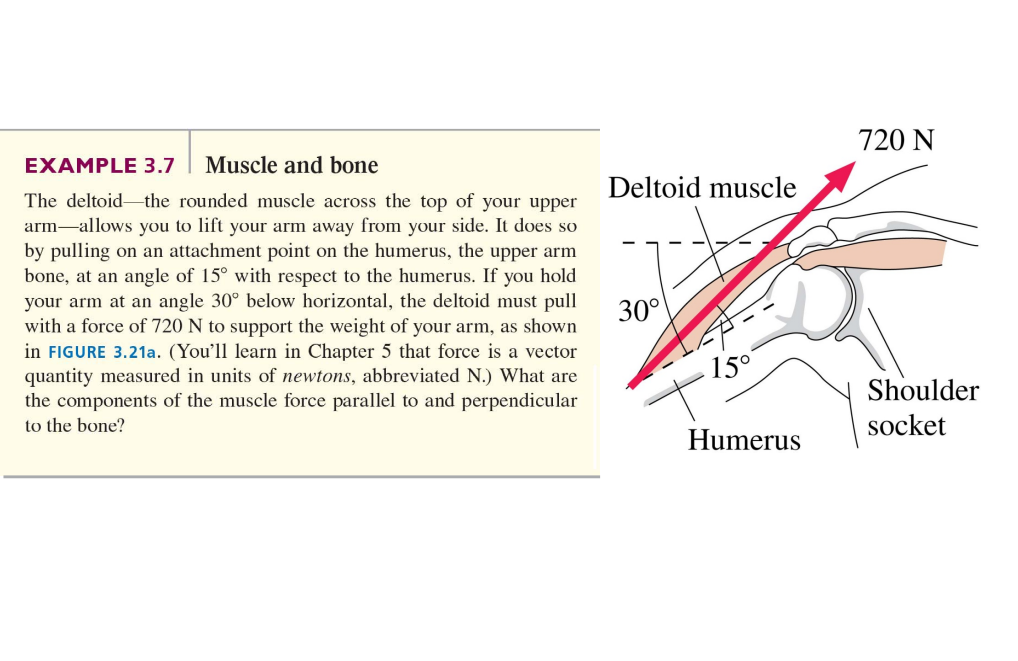 EXAMPLE 3.7 Muscle and bone
The deltoid—the rounded muscle across the top of your upper
arm—allows you to lift your arm away from your side. It does so
by pulling on an attachment point on the humerus, the upper arm
bone, at an angle of 15° with respect to the humerus. If you hold
your arm at an angle 30° below horizontal, the deltoid must pull
with a force of 720 N to support the weight of your arm, as shown
in FIGURE 3.21a. (You’ll learn in Chapter 5 that force is a vector
quantity measured in units of newtons, abbreviated N.) What are
the components of the muscle force parallel to and perpendicular
to the bone?
720 N
Deltoid muscle
30°
15°
Shoulder
socket
Humerus